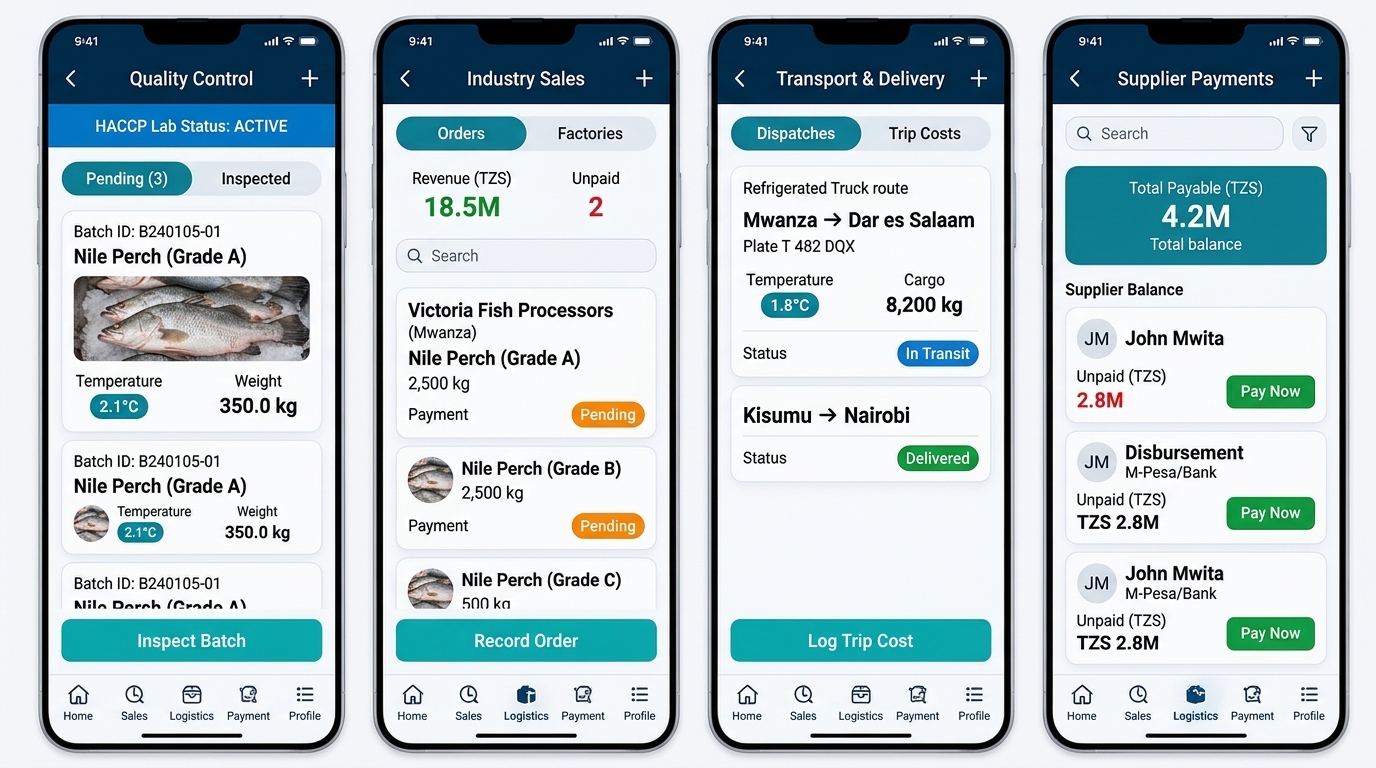 9:41
Quality Control
HACCP Lab Status: ACTIVE
Pending (3)
Inspected
Batch ID: B240105-01
Nile Perch (Grade A)
Temperature
Weight
2.1°C
350.0 kg
Batch ID: B240105-01
Nile Perch (Grade A)
Temperature
Weight
2.1°C
350.0 kg
Batch ID: B240105-01
Nile Perch (Grade A)
Inspect Batch
Home
Sales
Logistics
Payment
Profile
9:41
Industry Sales
Orders
Factories
Revenue (TZS)
Unpaid
18.5M
2
Search
Victoria Fish Processors
(Mwanza)
Nile Perch (Grade A)
2,500 kg
Payment
Pending
Nile Perch (Grade B)
2,500 kg
Payment
Pending
Nile Perch (Grade C)
500 kg
Record Order
Home
Sales
Logistics
Payment
Profile
9:41
Transport & Delivery
Dispatches
Trip Costs
Refrigerated Truck route
Mwanza → Dar es Salaam
Plate T 482 DQX
Temperature
Cargo
1.8°C
8,200 kg
Status
In Transit
Kisumu → Nairobi
Status
Delivered
Log Trip Cost
Home
Sales
Logistics
Payment
Profile
9:41
Supplier Payments
Search
Total Payable (TZS)
4.2M
Total balance
Supplier Balance
JM
John Mwita
Unpaid (TZS)
2.8M
Pay Now
JM
Disbursement
M-Pesa/Bank
Unpaid (TZS)
TZS 2.8M
Pay Now
JM
John Mwita
M-Pesa/Bank
Unpaid (TZS)
TZS 2.8M
Pay Now
Home
Sales
Logistics
Payment
Profile